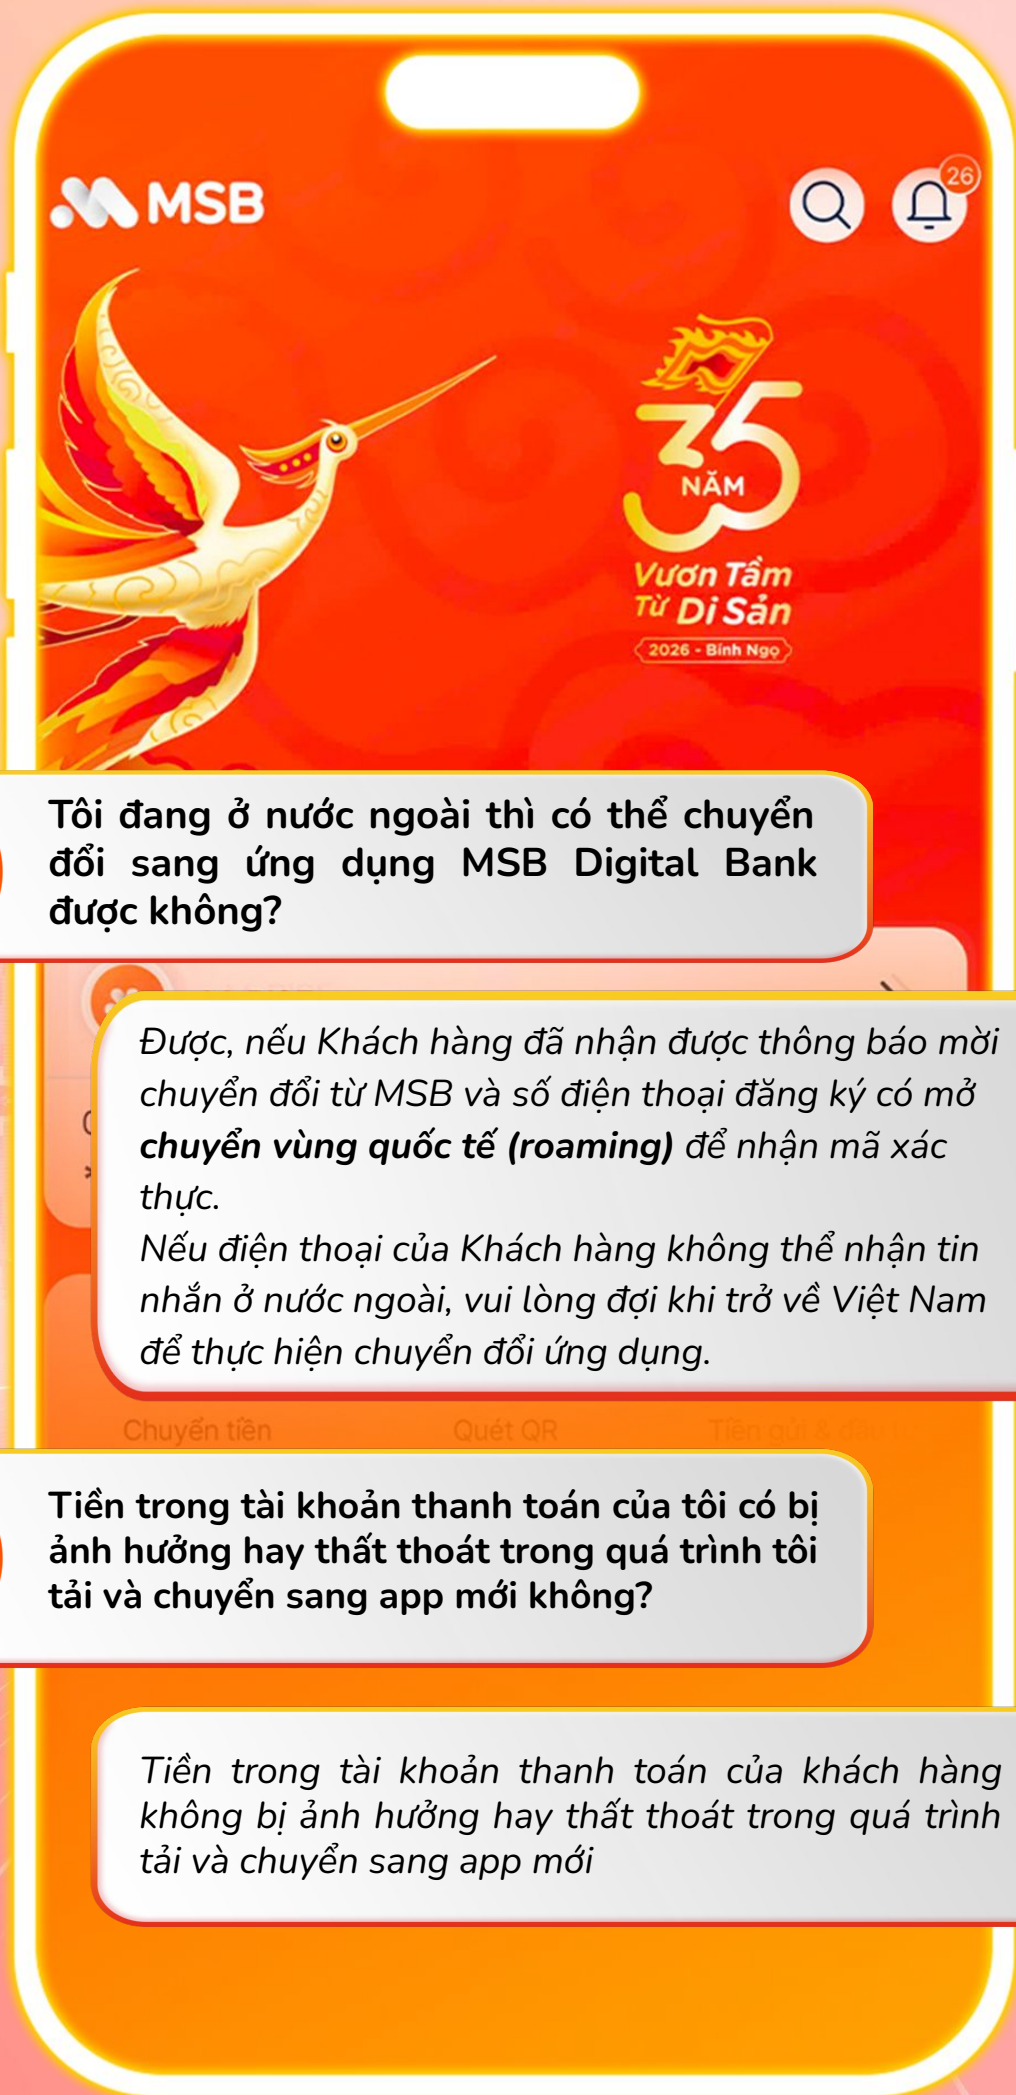 MSB
26
35
NĂM
Vươn Tầm
Từ Di Sản
2026 - Bính Ngọ
Tôi đang ở nước ngoài thì có thể chuyển
đổi sang ứng dụng MSB Digital Bank
được không?
Được, nếu Khách hàng đã nhận được thông báo mời
chuyển đổi từ MSB và số điện thoại đăng ký có mở
chuyển vùng quốc tế (roaming) để nhận mã xác
thực.
Nếu điện thoại của Khách hàng không thể nhận tin
nhắn ở nước ngoài, vui lòng đợi khi trở về Việt Nam
để thực hiện chuyển đổi ứng dụng.
Chuyển tiền Quét QR Tiền gửi & đầu
Tiền trong tài khoản thanh toán của tôi có bị
ảnh hưởng hay thất thoát trong quá trình tôi
tải và chuyển sang app mới không?
Tiền trong tài khoản thanh toán của khách hàng
không bị ảnh hưởng hay thất thoát trong quá trình
tải và chuyển sang app mới